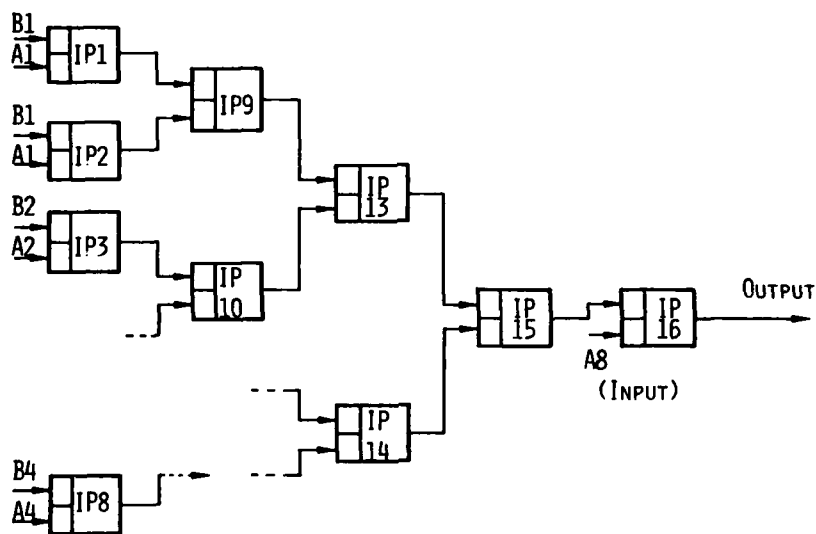 B1
A1
IP1
B1
A1
IP2
IP9
B2
A2
IP3
IP
10
IP
13
IP
15
IP
16
OUTPUT
A8
(INPUT)
IP
14
B4
A4
IP8